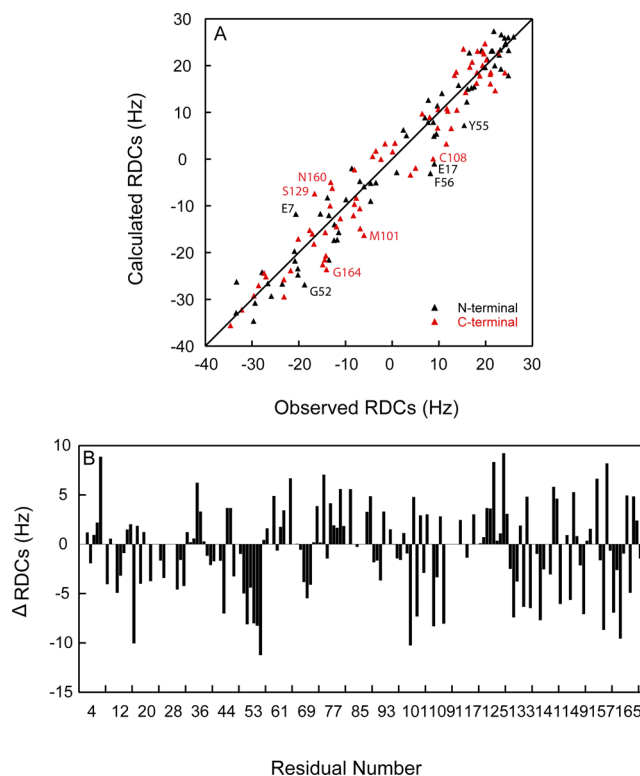 A
Calculated RDCs (Hz)
30
20
10
0
-10
-20
-30
-40
Y55
C108
E17
F56
N160
S129
E7
M101
G164
G52
N-terminal
C-terminal
-40 -30 -20 -10 0 10 20 30
Observed RDCs (Hz)
B
Δ RDCs (Hz)
10
5
0
-5
-10
-15
4 12 20 28 36 44 53 61 69 77 85 93 101 109 117 125 133 141 149 157 165
Residual Number